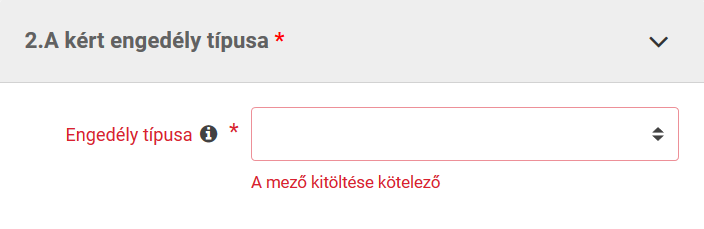 2.A kért engedély típusa *
Engedély típusa *
A mező kitöltése kötelező